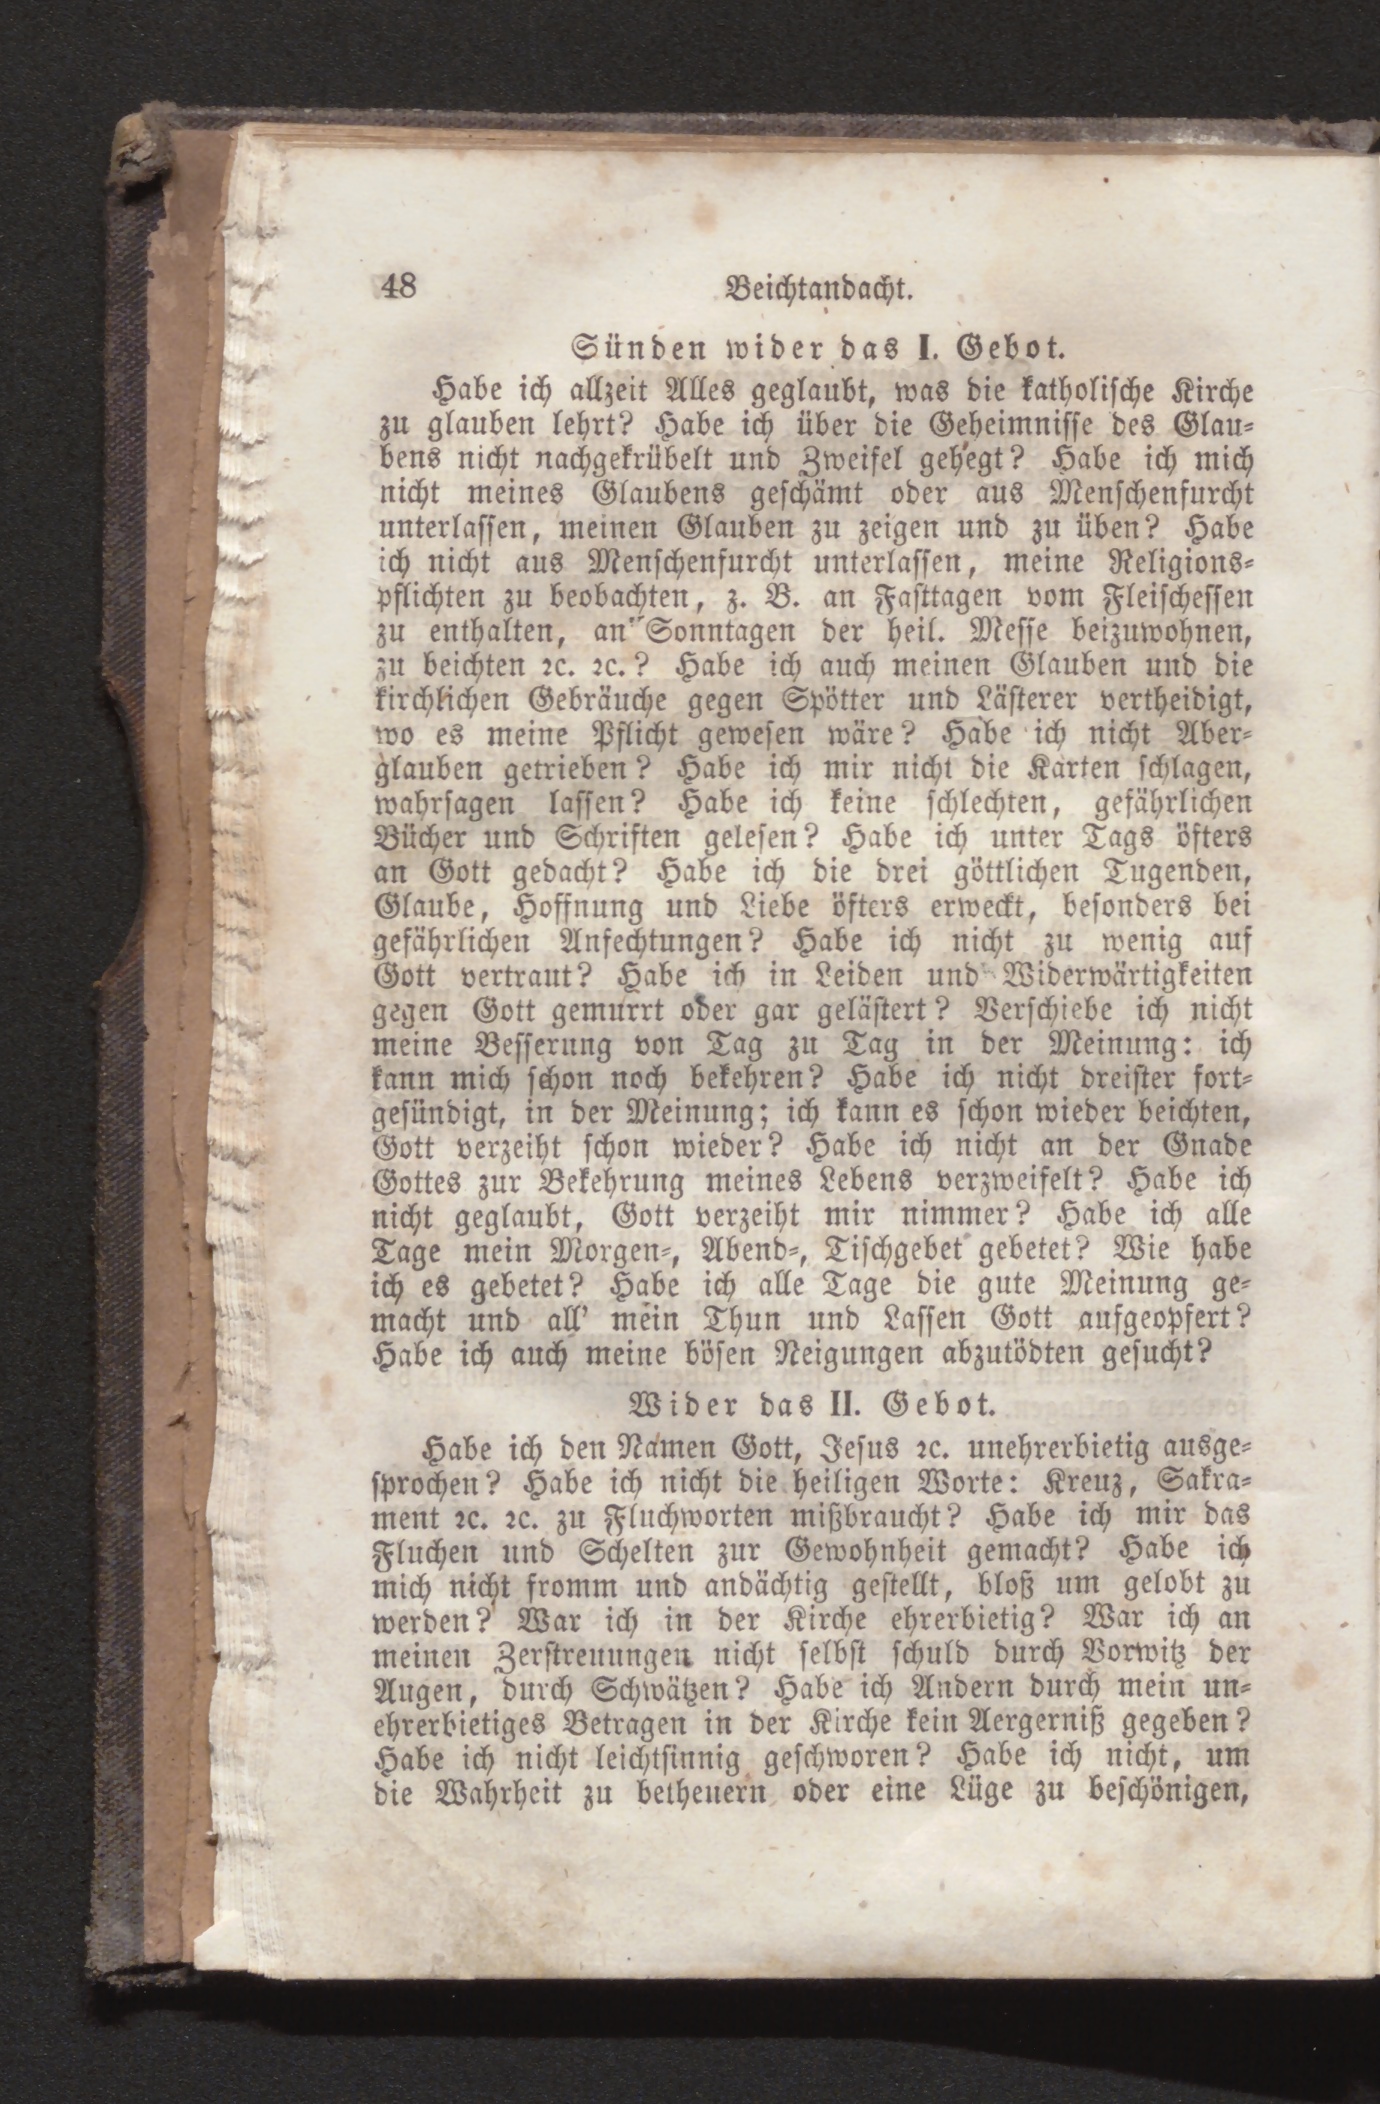 48 Beichtandacht.
Sünden wider das I. Gebot.
Habe ich allzeit Alles geglaubt, was die katholische Kirche
zu glauben lehrt? Habe ich über die Geheimnisse des Glau-
bens nicht nachgekrübelt und Zweifel gehegt? Habe ich mich
nicht meines Glaubens geschämt oder aus Menschenfurcht
unterlassen, meinen Glauben zu zeigen und zu üben? Habe
ich nicht aus Menschenfurcht unterlassen, meine Religions-
pflichten zu beobachten, z. B. an Fasttagen vom Fleischessen
zu enthalten, an Sonntagen der heil. Messe beizuwohnen,
zu beichten ꝛc. ꝛc.? Habe ich auch meinen Glauben und die
kirchlichen Gebräuche gegen Spötter und Lästerer vertheidigt,
wo es meine Pflicht gewesen wäre? Habe ich nicht Aber-
glauben getrieben? Habe ich mir nicht die Karten schlagen,
wahrsagen lassen? Habe ich keine schlechten, gefährlichen
Bücher und Schriften gelesen? Habe ich unter Tags öfters
an Gott gedacht? Habe ich die drei göttlichen Tugenden,
Glaube, Hoffnung und Liebe öfters erweckt, besonders bei
gefährlichen Anfechtungen? Habe ich nicht zu wenig auf
Gott vertraut? Habe ich in Leiden und Widerwärtigkeiten
gegen Gott gemurrt oder gar gelästert? Verschiebe ich nicht
meine Besserung von Tag zu Tag in der Meinung: ich
kann mich schon noch bekehren? Habe ich nicht dreister fort-
gesündigt, in der Meinung; ich kann es schon wieder beichten,
Gott verzeiht schon wieder? Habe ich nicht an der Gnade
Gottes zur Bekehrung meines Lebens verzweifelt? Habe ich
nicht geglaubt, Gott verzeiht mir nimmer? Habe ich alle
Tage mein Morgen-, Abend-, Tischgebet gebetet? Wie habe
ich es gebetet? Habe ich alle Tage die gute Meinung ge-
macht und all' mein Thun und Lassen Gott aufgeopfert?
Habe ich auch meine bösen Neigungen abzutödten gesucht?
Wider das II. Gebot.
Habe ich den Namen Gott, Jesus ꝛc. unehrerbietig ausge-
sprochen? Habe ich nicht die heiligen Worte: Kreuz, Sakra-
ment ꝛc. ꝛc. zu Fluchworten mißbraucht? Habe ich mir das
Fluchen und Schelten zur Gewohnheit gemacht? Habe ich
mich nicht fromm und andächtig gestellt, bloß um gelobt zu
werden? War ich in der Kirche ehrerbietig? War ich an
meinen Zerstreuungen nicht selbst schuld durch Vorwitz der
Augen, durch Schwätzen? Habe ich Andern durch mein un-
ehrerbietiges Betragen in der Kirche kein Aergerniß gegeben?
Habe ich nicht leichtsinnig geschworen? Habe ich nicht, um
die Wahrheit zu betheuern oder eine Lüge zu beschönigen,